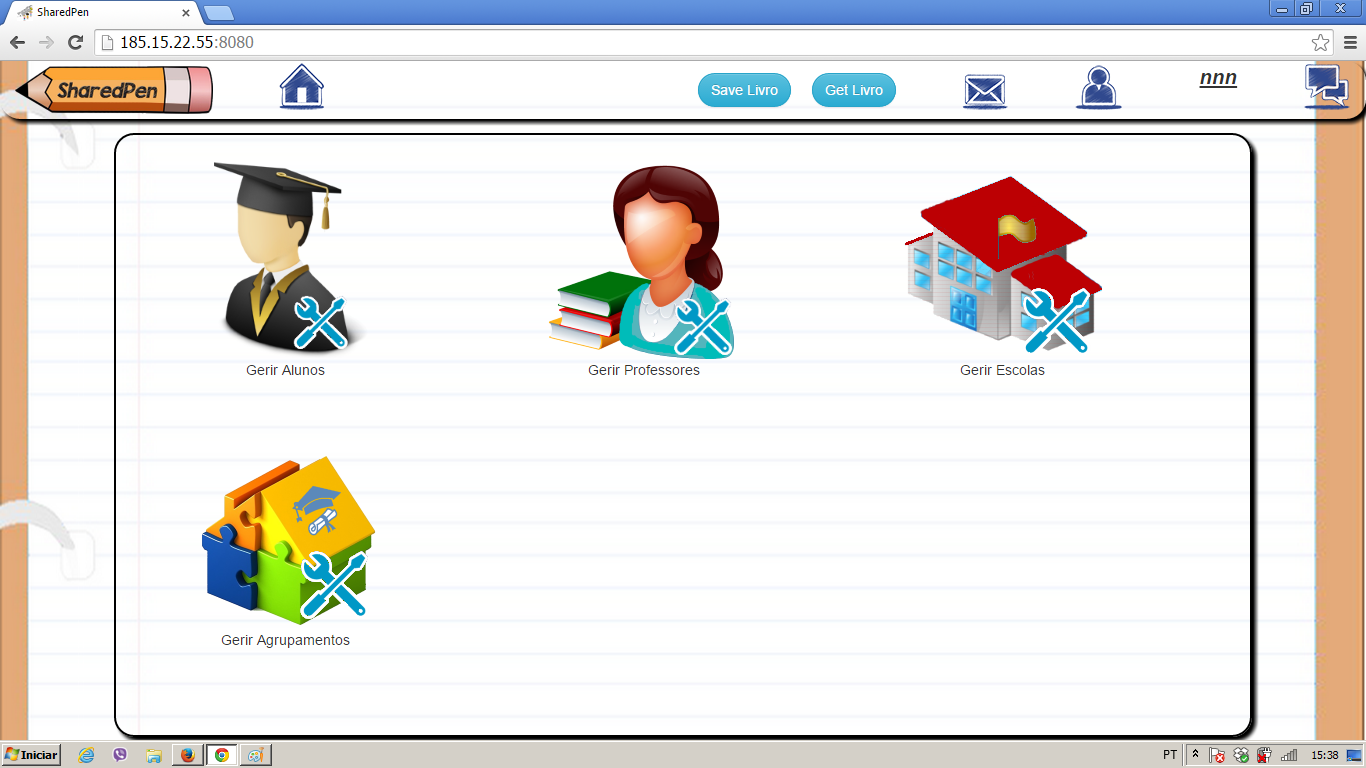 SharedPen
185.15.22.55:8080
SharedPen
Save Livro
Get Livro
nnn
Gerir Alunos
Gerir Professores
Gerir Escolas
Gerir Agrupamentos
Iniciar
PT
15:38